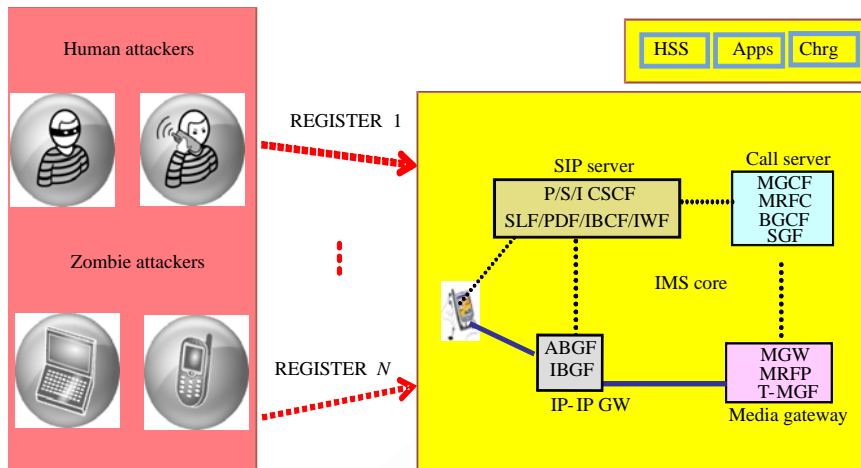 Human attackers
Zombie attackers
REGISTER 1
REGISTER N
HSS
Apps
Chrg
SIP server
P/S/I CSCF
SLF/PDF/IBCF/IWF
Call server
MGCF
MRFC
BGCF
SGF
IMS core
ABGF
IBGF
IP-IP GW
MGW
MRFP
T-MGF
Media gateway